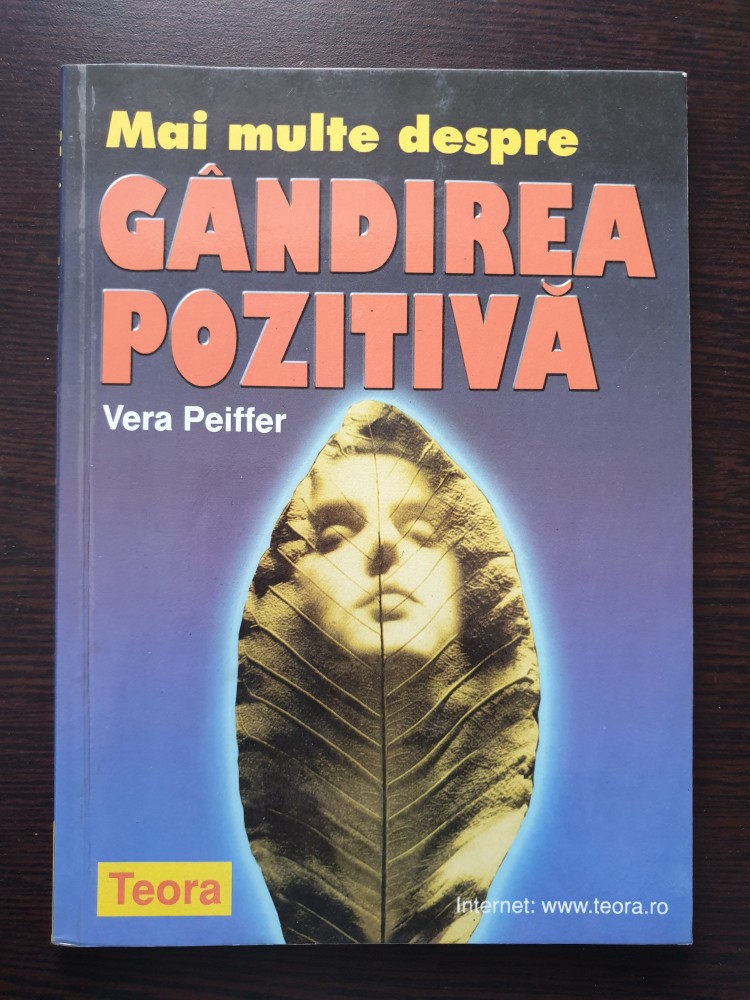 Mai multe despre
GÂNDIREA
POZITIVĂ
Vera Peiffer
Teora
Internet: www.teora.ro